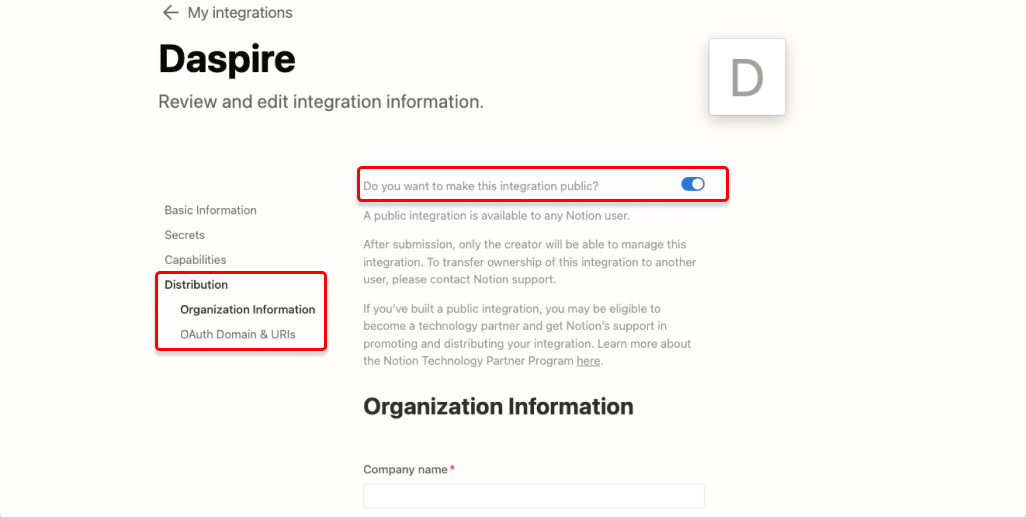 My integrations
Daspire
D
Review and edit integration information.
Do you want to make this integration public?
Basic Information
Secrets
Capabilities
Distribution
Organization Information
OAuth Domain & URIs
A public integration is available to any Notion user.
After submission, only the creator will be able to manage this
integration. To transfer ownership of this integration to another
user, please contact Notion support.
If you've built a public integration, you may be eligible to
become a technology partner and get Notion's support in
promoting and distributing your integration. Learn more about
the Notion Technology Partner Program here.
Organization Information
Company name*